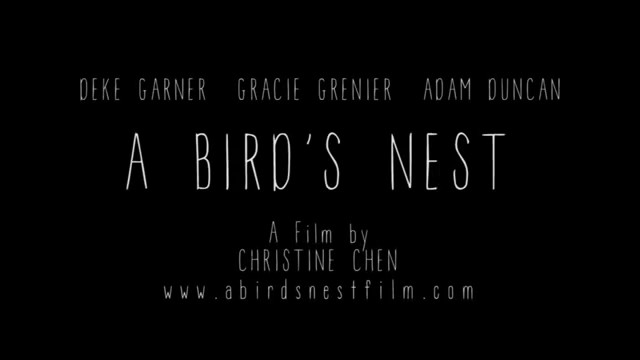 DEKE GARNER GRACIE GRENIER ADAM DUNCAN
A BIRD'S NEST
A Film by
CHRISTINE CHEN
www.abirdsnestfilm.com